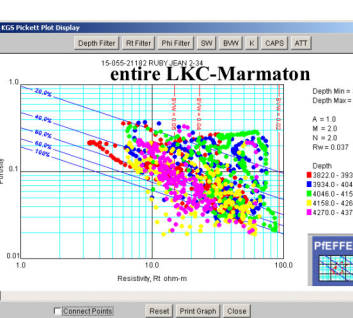 KGS Pickett Plot Display
Depth Filter Rt Filter Phi Filter SW BVW K CAPS ATT
15-055-21182 RUBY JEAN 2-34
entire LKC-Marmaton
1.0
0.1
0.01
20.0%
40.0%
60.0%
80.0%
100%
Porosity
1.0 10.0 100.0
Resistivity, Rt ohm-m
Depth Min =
Depth Max =
A = 1.0
M = 2.0
N = 2.0
Rw = 0.037
Depth
3822.0 - 393
3934.0 - 404
4046.0 - 415
4158.0 - 426
4270.0 - 437
PfEFFE
Connect Points Reset Print Graph Close